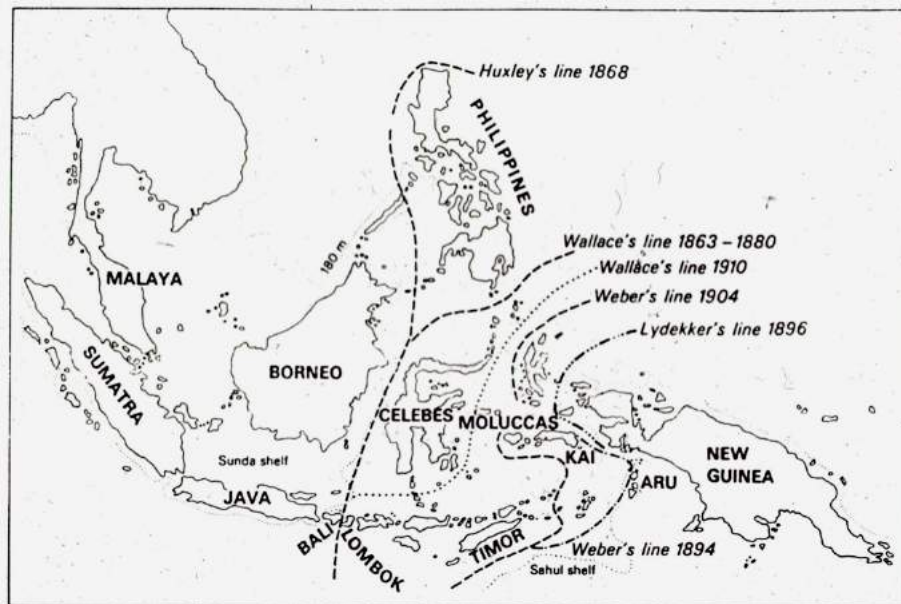 Huxley's line 1868
PHILIPPINES
Wallace's line 1863 – 1880
Wallace's line 1910
180 m
Weber's line 1904
MALAYA
Lydekker's line 1896
BORNEO
SUMATRA
CELEBES
MOLUCCAS
KAI
NEW
GUINEA
Sunda shelf
ARU
JAVA
BALI
LOMBOK
TIMOR
Weber's line 1894
Sahul shelf